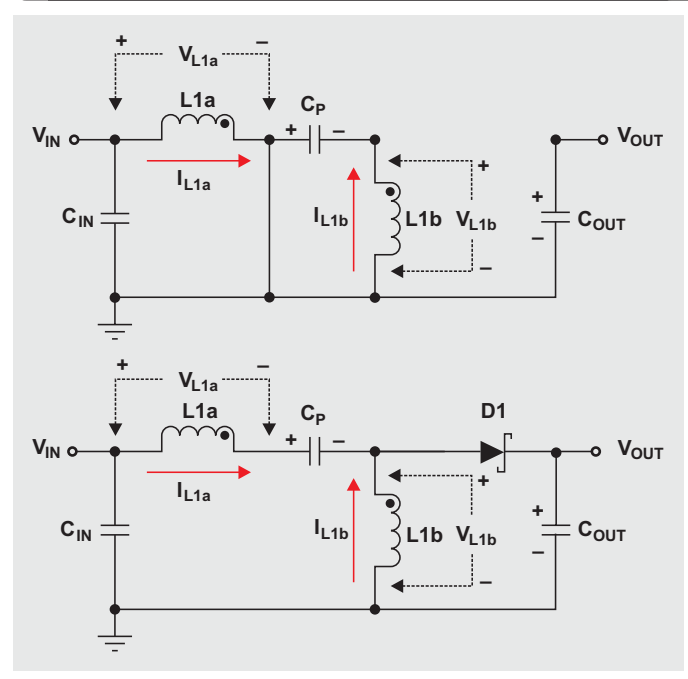 + –
V_L1a
L1a
C_P
+ –
V_IN
V_OUT
I_L1a
+
C_IN
I_L1b
L1b
V_L1b
+
–
C_OUT
–
+ –
V_L1a
L1a
C_P
D1
+ –
V_IN
V_OUT
I_L1a
+
C_IN
I_L1b
L1b
V_L1b
+
–
C_OUT
–